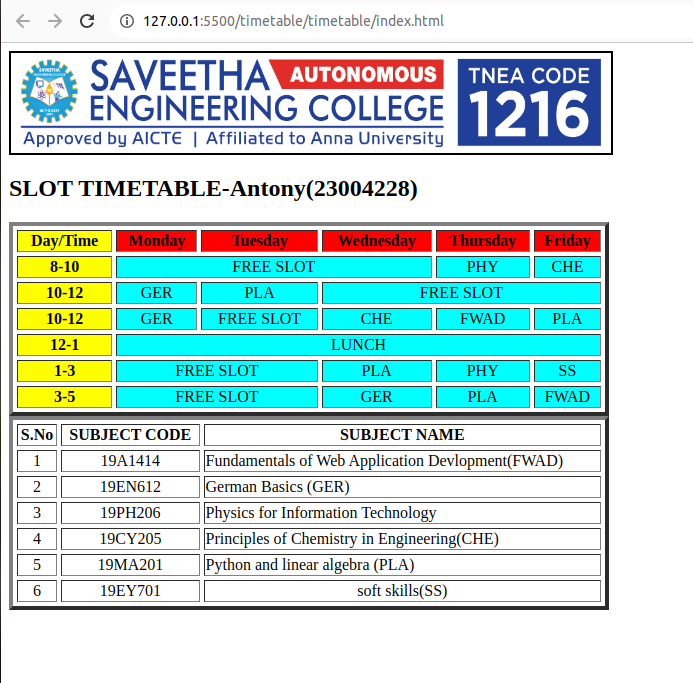 127.0.0.1:5500/timetable/timetable/index.html
SAVEETHA AUTONOMOUS
ENGINEERING COLLEGE
Approved by AICTE | Affiliated to Anna University
TNEA CODE
1216
SLOT TIMETABLE-Antony(23004228)
Day/Time Monday Tuesday Wednesday Thursday Friday
8-10 FREE SLOT PHY CHE
10-12 GER PLA FREE SLOT
10-12 GER FREE SLOT CHE FWAD PLA
12-1 LUNCH
1-3 FREE SLOT PLA PHY SS
3-5 FREE SLOT GER PLA FWAD
S.No SUBJECT CODE SUBJECT NAME
1 19A1414 Fundamentals of Web Application Devlopment(FWAD)
2 19EN612 German Basics (GER)
3 19PH206 Physics for Information Technology
4 19CY205 Principles of Chemistry in Engineering(CHE)
5 19MA201 Python and linear algebra (PLA)
6 19EY701 soft skills(SS)